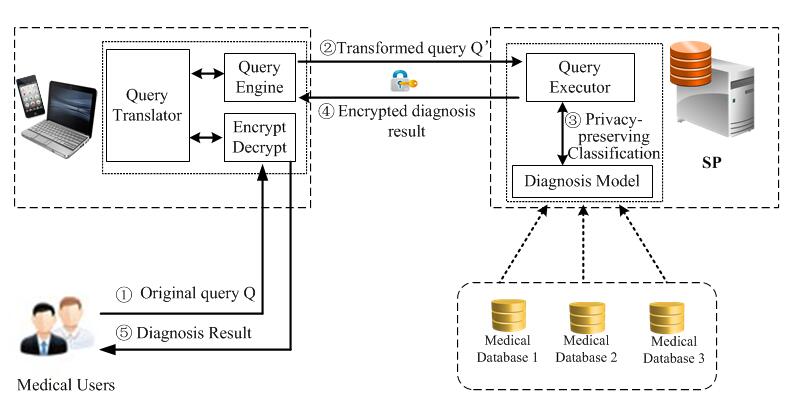 ②Transformed query Q’
Query
Translator
Query
Engine
Encrypt
Decrypt
④ Encrypted diagnosis
result
Query
Executor
③ Privacy-
preserving
Classification
Diagnosis Model
SP
① Original query Q
⑤ Diagnosis Result
Medical Users
Medical
Database 1
Medical
Database 2
Medical
Database 3